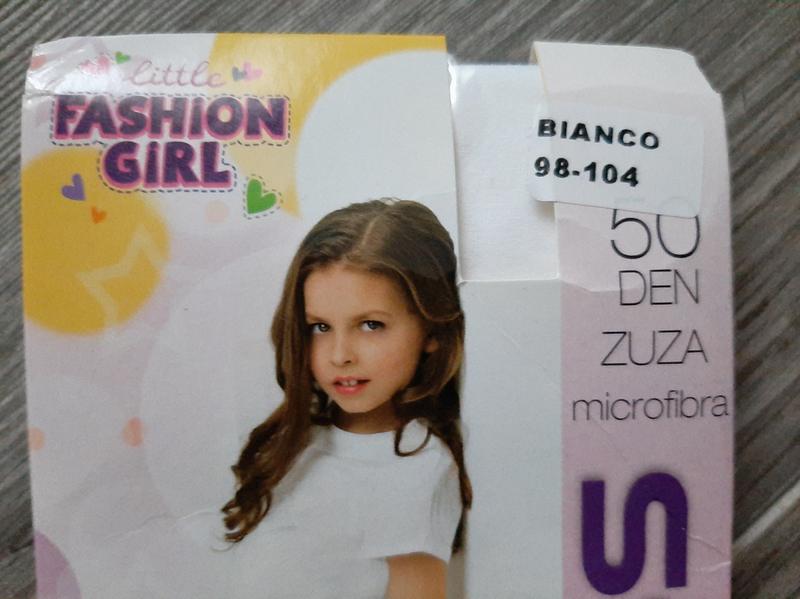 little
FASHION
GIRL
BIANCO
98-104
50
DEN
ZUZA
microfibra
S